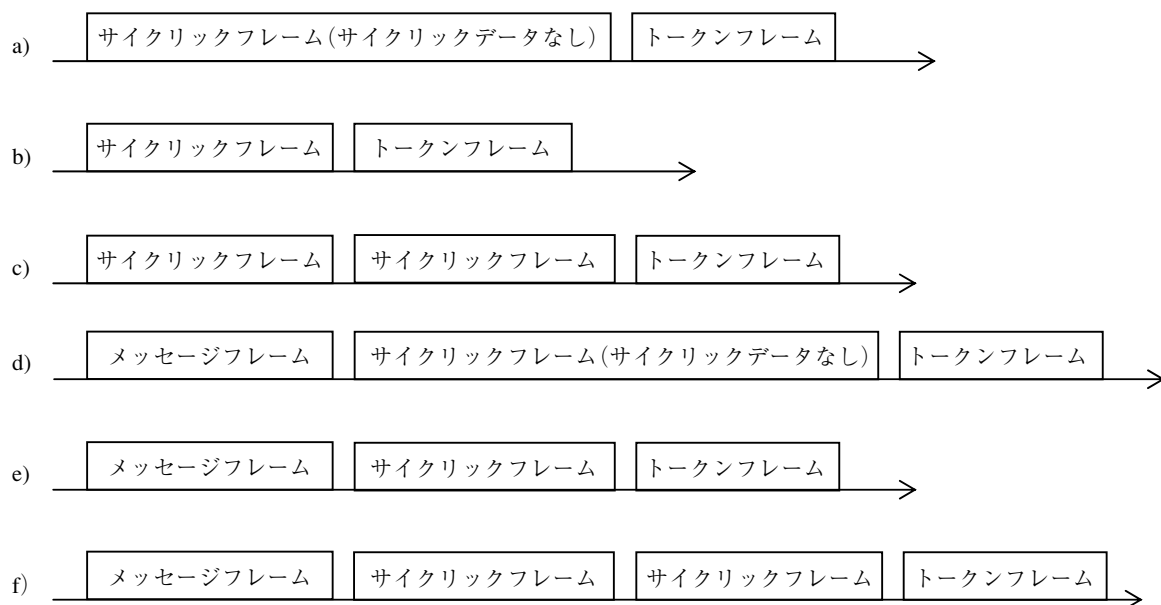 a) サイクリックフレーム(サイクリックデータなし) トークンフレーム
b) サイクリックフレーム トークンフレーム
c) サイクリックフレーム サイクリックフレーム トークンフレーム
d) メッセージフレーム サイクリックフレーム(サイクリックデータなし) トークンフレーム
e) メッセージフレーム サイクリックフレーム トークンフレーム
f) メッセージフレーム サイクリックフレーム サイクリックフレーム トークンフレーム